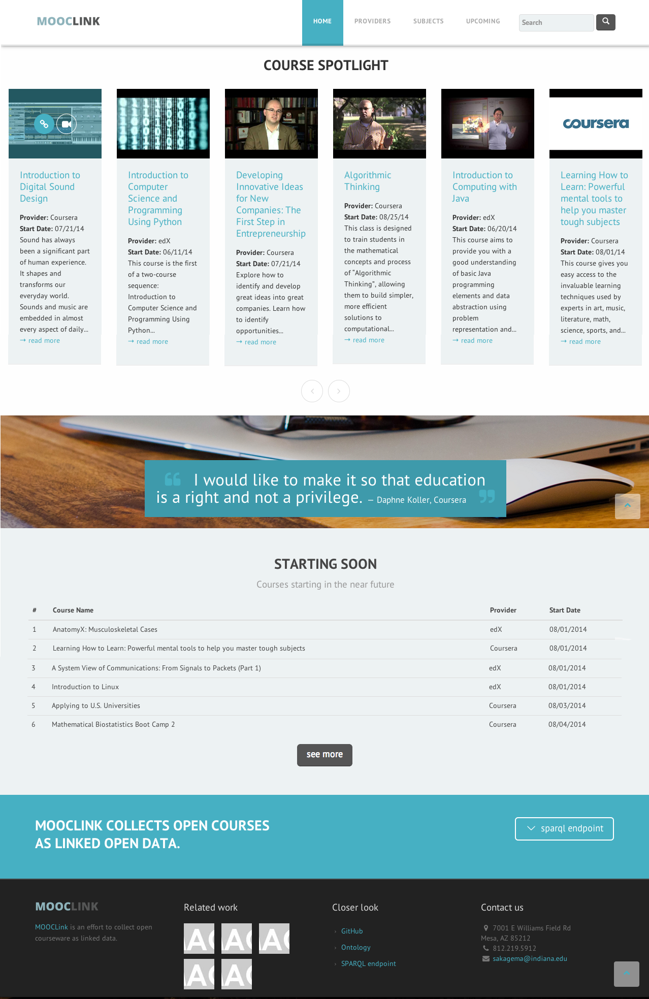 MOOCLINK
HOME
PROVIDERS
SUBJECTS
UPCOMING
Search
COURSE SPOTLIGHT
Introduction to
Digital Sound
Design
Provider: Coursera
Start Date: 07/21/14
Sound has always
been a significant part
of human experience.
It shapes and
transforms our
everyday world.
Sounds and music are
embedded in almost
every aspect of daily...
→ read more
Introduction to
Computer
Science and
Programming
Using Python
Provider: edX
Start Date: 06/11/14
This course is the first
of a two-course
sequence:
Introduction to
Computer Science and
Programming Using
Python...
→ read more
Developing
Innovative Ideas
for New
Companies: The
First Step in
Entrepreneurship
Provider: Coursera
Start Date: 07/21/14
Explore how to
identify and develop
great ideas into great
companies. Learn how
to identify
opportunities...
→ read more
Algorithmic
Thinking
Provider: Coursera
Start Date: 08/25/14
This class is designed
to train students in
the mathematical
concepts and process
of “Algorithmic
Thinking”, allowing
them to build simpler,
more efficient
solutions to
computational...
→ read more
Introduction to
Computing with
Java
Provider: edX
Start Date: 06/20/14
This course aims to
provide you with a
good understanding
of basic Java
programming
elements and data
abstraction using
problem
representation and...
→ read more
coursera
Learning How to
Learn: Powerful
mental tools to
help you master
tough subjects
Provider: Coursera
Start Date: 08/01/14
This course gives you
easy access to the
invaluable learning
techniques used by
experts in art, music,
literature, math,
science, sports, and...
→ read more
“ I would like to make it so that education
is a right and not a privilege. — Daphne Koller, Coursera ”
STARTING SOON
Courses starting in the near future
# Course Name Provider Start Date
1 AnatomyX: Musculoskeletal Cases edX 08/01/2014
2 Learning How to Learn: Powerful mental tools to help you master tough subjects Coursera 08/01/2014
3 A System View of Communications: From Signals to Packets (Part 1) edX 08/01/2014
4 Introduction to Linux edX 08/01/2014
5 Applying to U.S. Universities Coursera 08/03/2014
6 Mathematical Biostatistics Boot Camp 2 Coursera 08/04/2014
see more
MOOCLINK COLLECTS OPEN COURSES
AS LINKED OPEN DATA.
sparql endpoint
MOOCLINK
MOOCLink is an effort to collect open
courseware as linked data.
Related work
Closer look
› GitHub
› Ontology
› SPARQL endpoint
Contact us
7001 E Williams Field Rd
Mesa, AZ 85212
812.219.5912
sakagema@indiana.edu